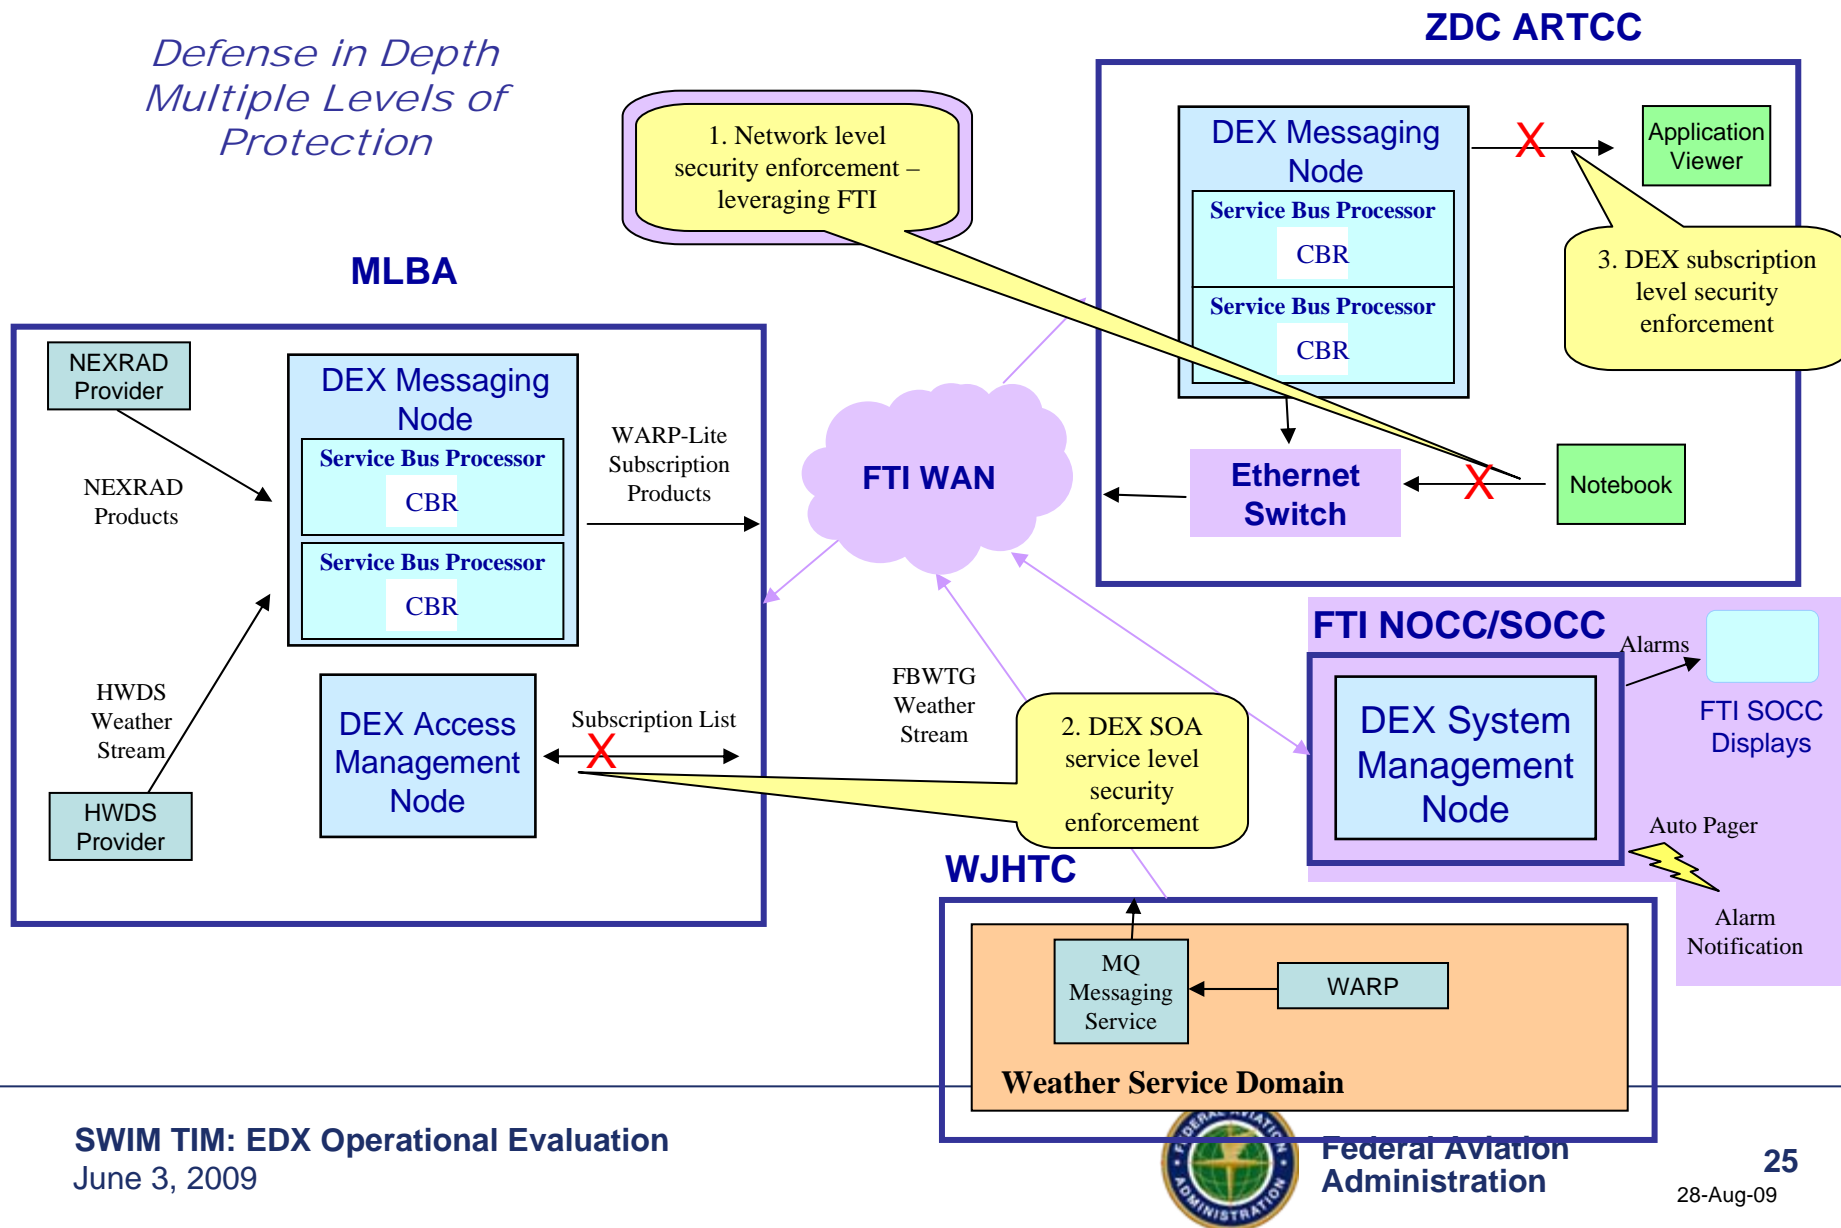 Defense in Depth
Multiple Levels of
Protection
ZDC ARTCC
1. Network level
security enforcement –
leveraging FTI
DEX Messaging
Node
Service Bus Processor
CBR
Service Bus Processor
CBR
Application
Viewer
3. DEX subscription
level security
enforcement
X
Ethernet
Switch
X
Notebook
MLBA
NEXRAD
Provider
NEXRAD
Products
DEX Messaging
Node
Service Bus Processor
CBR
Service Bus Processor
CBR
WARP-Lite
Subscription
Products
HWDS
Weather
Stream
HWDS
Provider
DEX Access
Management
Node
Subscription List
X
FTI WAN
FBWTG
Weather
Stream
2. DEX SOA
service level
security
enforcement
FTI NOCC/SOCC
DEX System
Management
Node
Alarms
FTI SOCC
Displays
Auto Pager
Alarm
Notification
WJHTC
MQ
Messaging
Service
WARP
Weather Service Domain
SWIM TIM: EDX Operational Evaluation
June 3, 2009
FEDERAL AVIATION
ADMINISTRATION
Federal Aviation
Administration
25
28-Aug-09